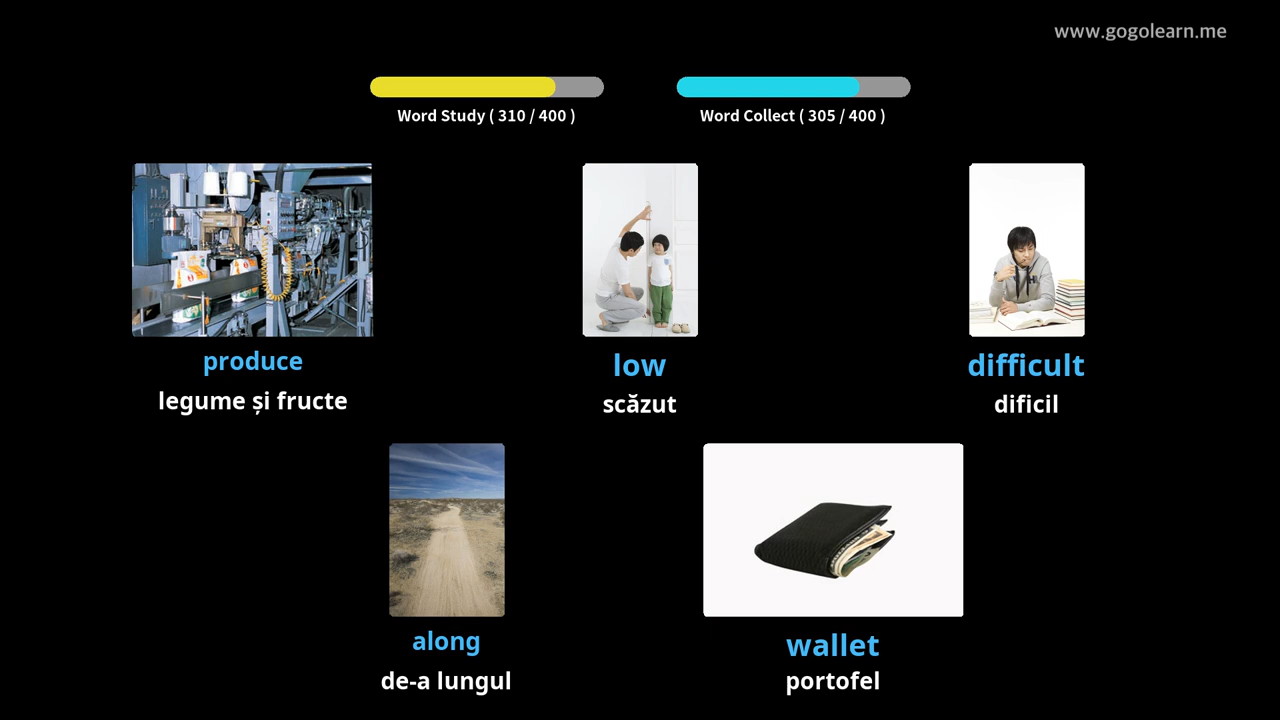 www.gogolearn.me
Word Study ( 310 / 400 )
Word Collect ( 305 / 400 )
produce
legume și fructe
low
scăzut
difficult
dificil
along
de-a lungul
wallet
portofel